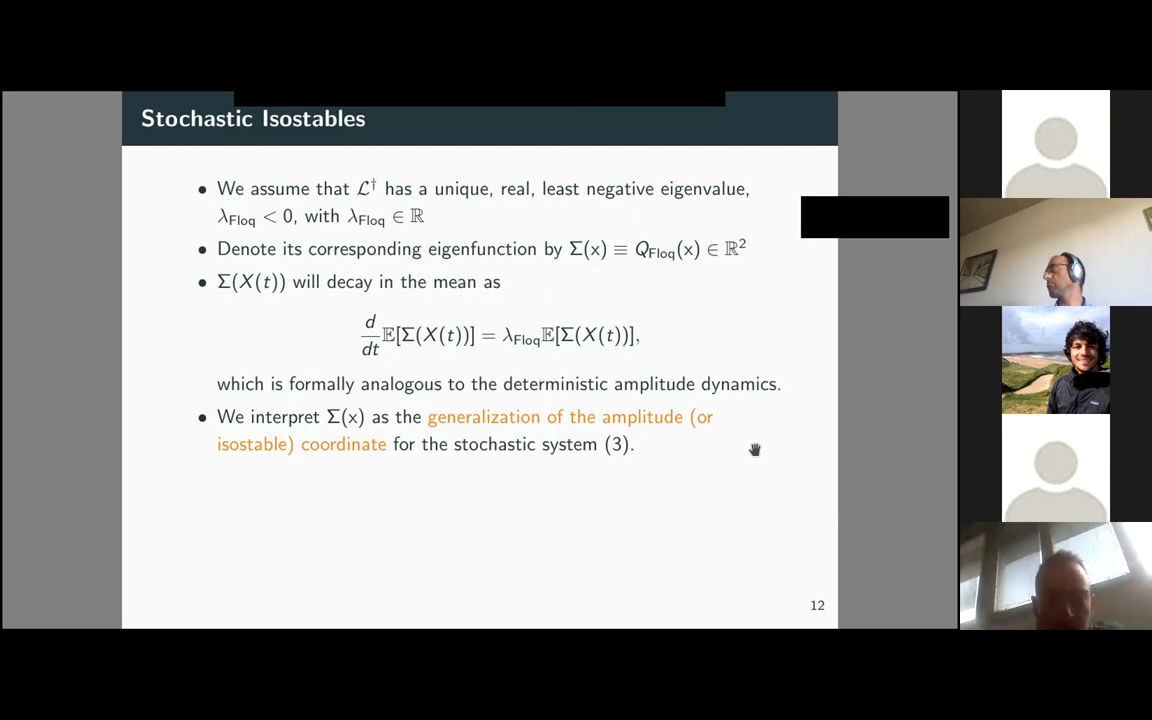 Stochastic Isostables
• We assume that ℒ† has a unique, real, least negative eigenvalue,
λ_Floq < 0, with λ_Floq ∈ ℝ
• Denote its corresponding eigenfunction by Σ(x) ≡ Q_Floq(x) ∈ ℝ²
• Σ(X(t)) will decay in the mean as
d/dt 𝔼[Σ(X(t))] = λ_Floq 𝔼[Σ(X(t))],
which is formally analogous to the deterministic amplitude dynamics.
• We interpret Σ(x) as the generalization of the amplitude (or
isostable) coordinate for the stochastic system (3).
12